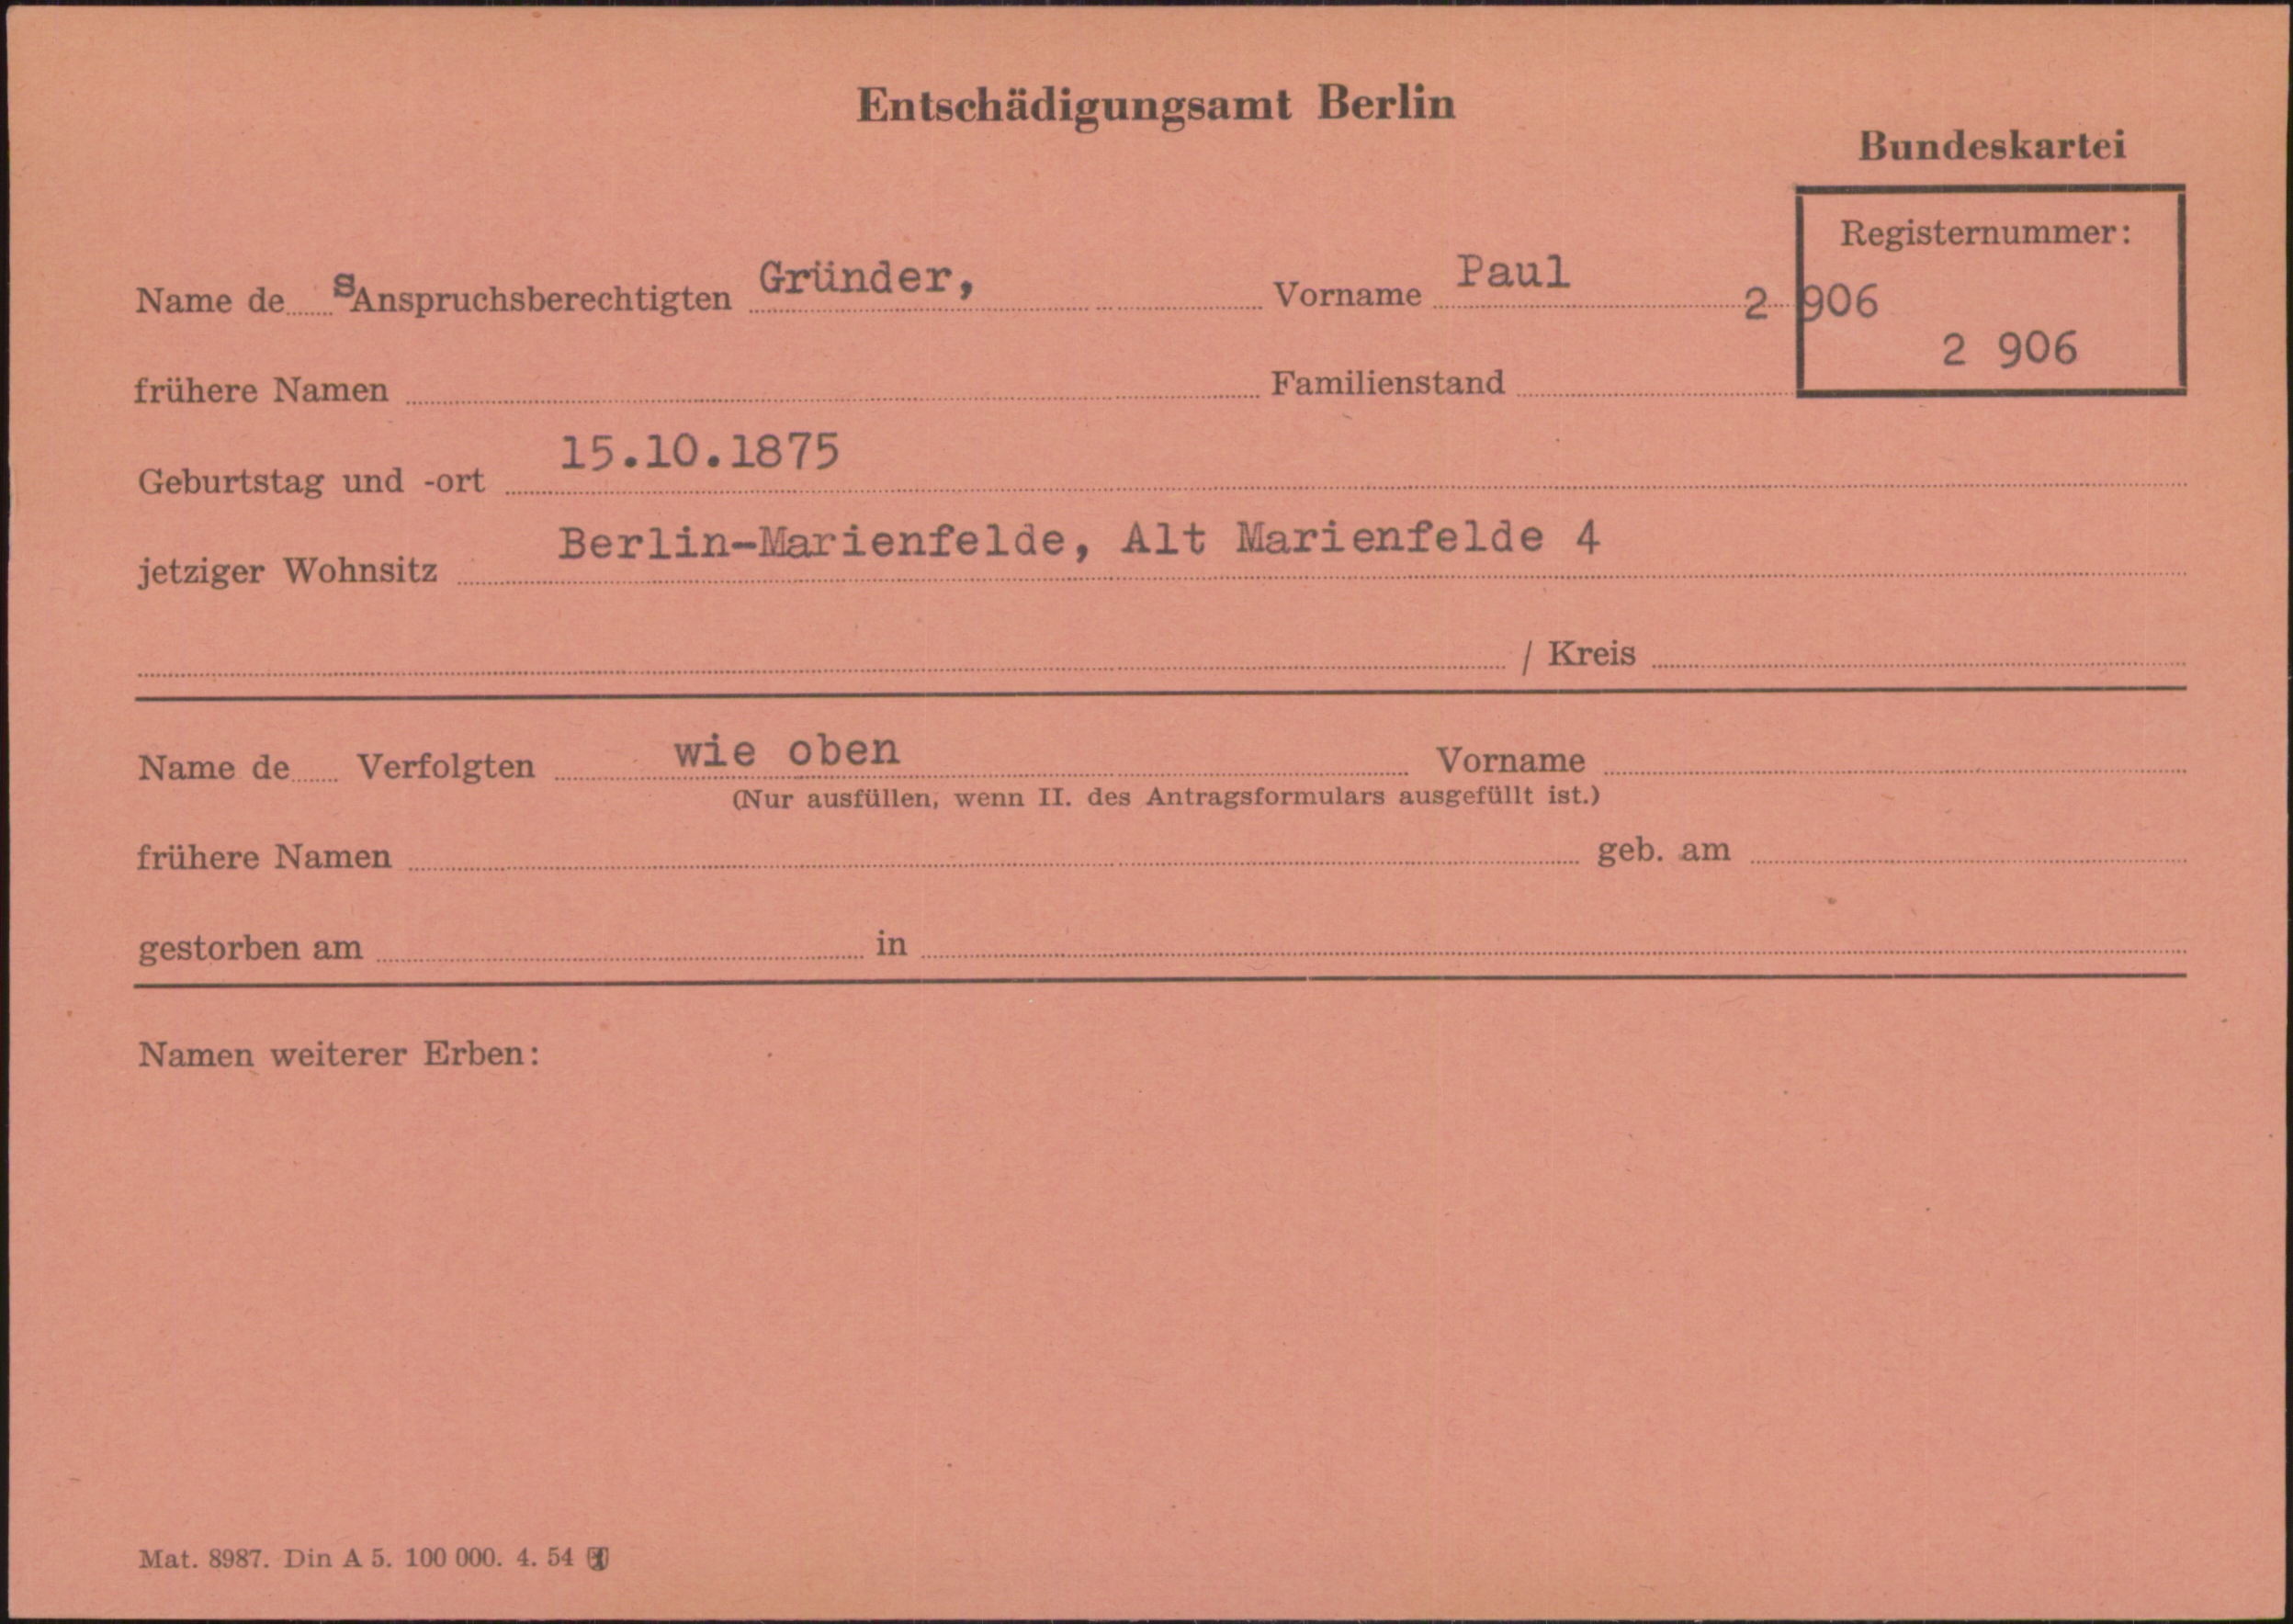 Entschädigungsamt Berlin
Bundeskartei
Registernummer:
Name de s Anspruchsberechtigten Gründer, Vorname Paul 2 906
2 906
frühere Namen Familienstand
Geburtstag und -ort 15.10.1875
jetziger Wohnsitz Berlin-Marienfelde, Alt Marienfelde 4
/ Kreis
Name de Verfolgten wie oben Vorname
(Nur ausfüllen, wenn II. des Antragsformulars ausgefüllt ist.)
frühere Namen geb. am
gestorben am in
Namen weiterer Erben:
Mat. 8987. Din A 5. 100 000. 4. 54